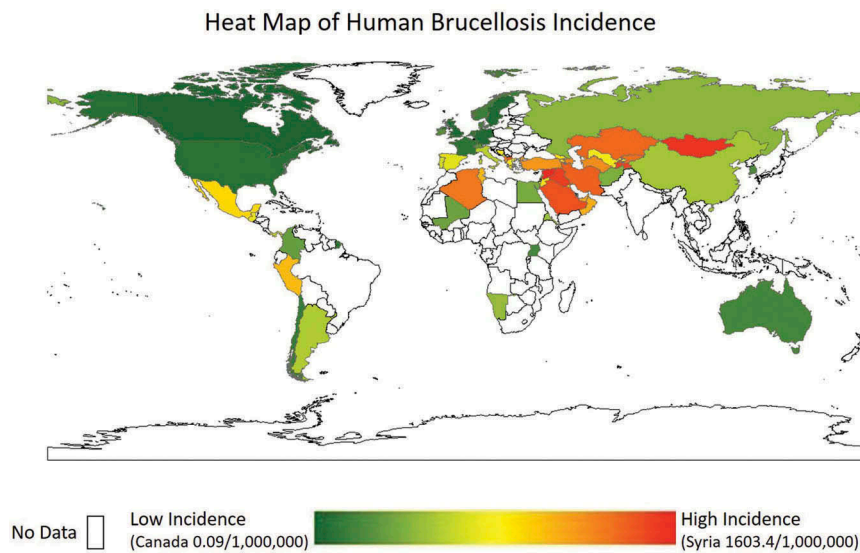 Heat Map of Human Brucellosis Incidence
No Data
Low Incidence
(Canada 0.09/1,000,000)
High Incidence
(Syria 1603.4/1,000,000)